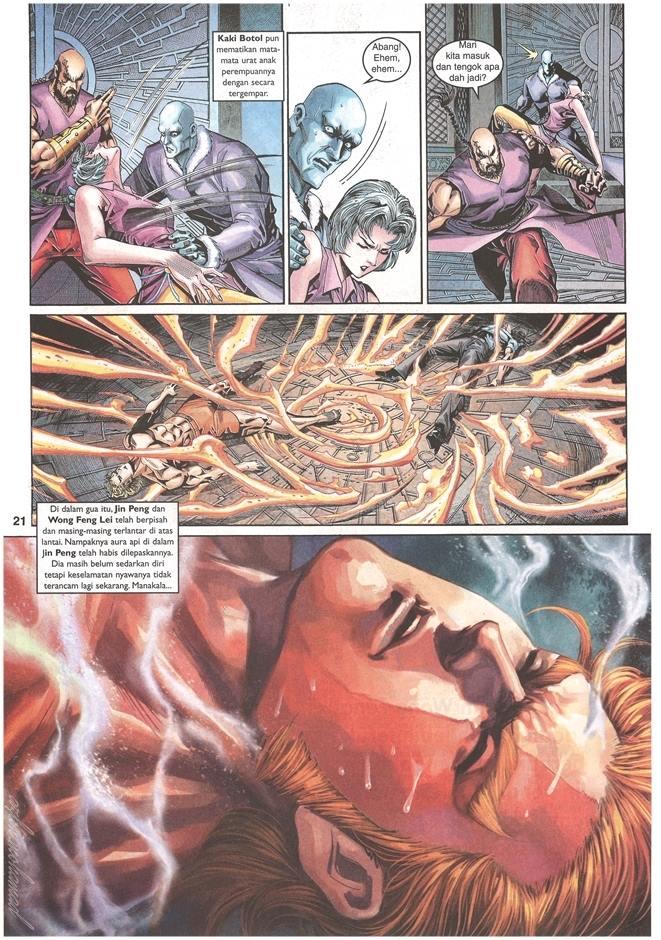 Kaki Botol pun
mematikan mata-
mata urat anak
perempuannya
dengan secara
tergempar.
Abang!
Ehem,
ehem...
Mari
kita masuk
dan tengok apa
dah jadi?
21
Di dalam gua itu, Jin Peng dan
Wong Feng Lei telah berpisah
dan masing-masing terlantar di atas
lantai. Nampaknya aura api di dalam
Jin Peng telah habis dilepaskannya.
Dia masih belum sedarkan diri
tetapi keselamatan nyawanya tidak
terancam lagi sekarang. Manakala...